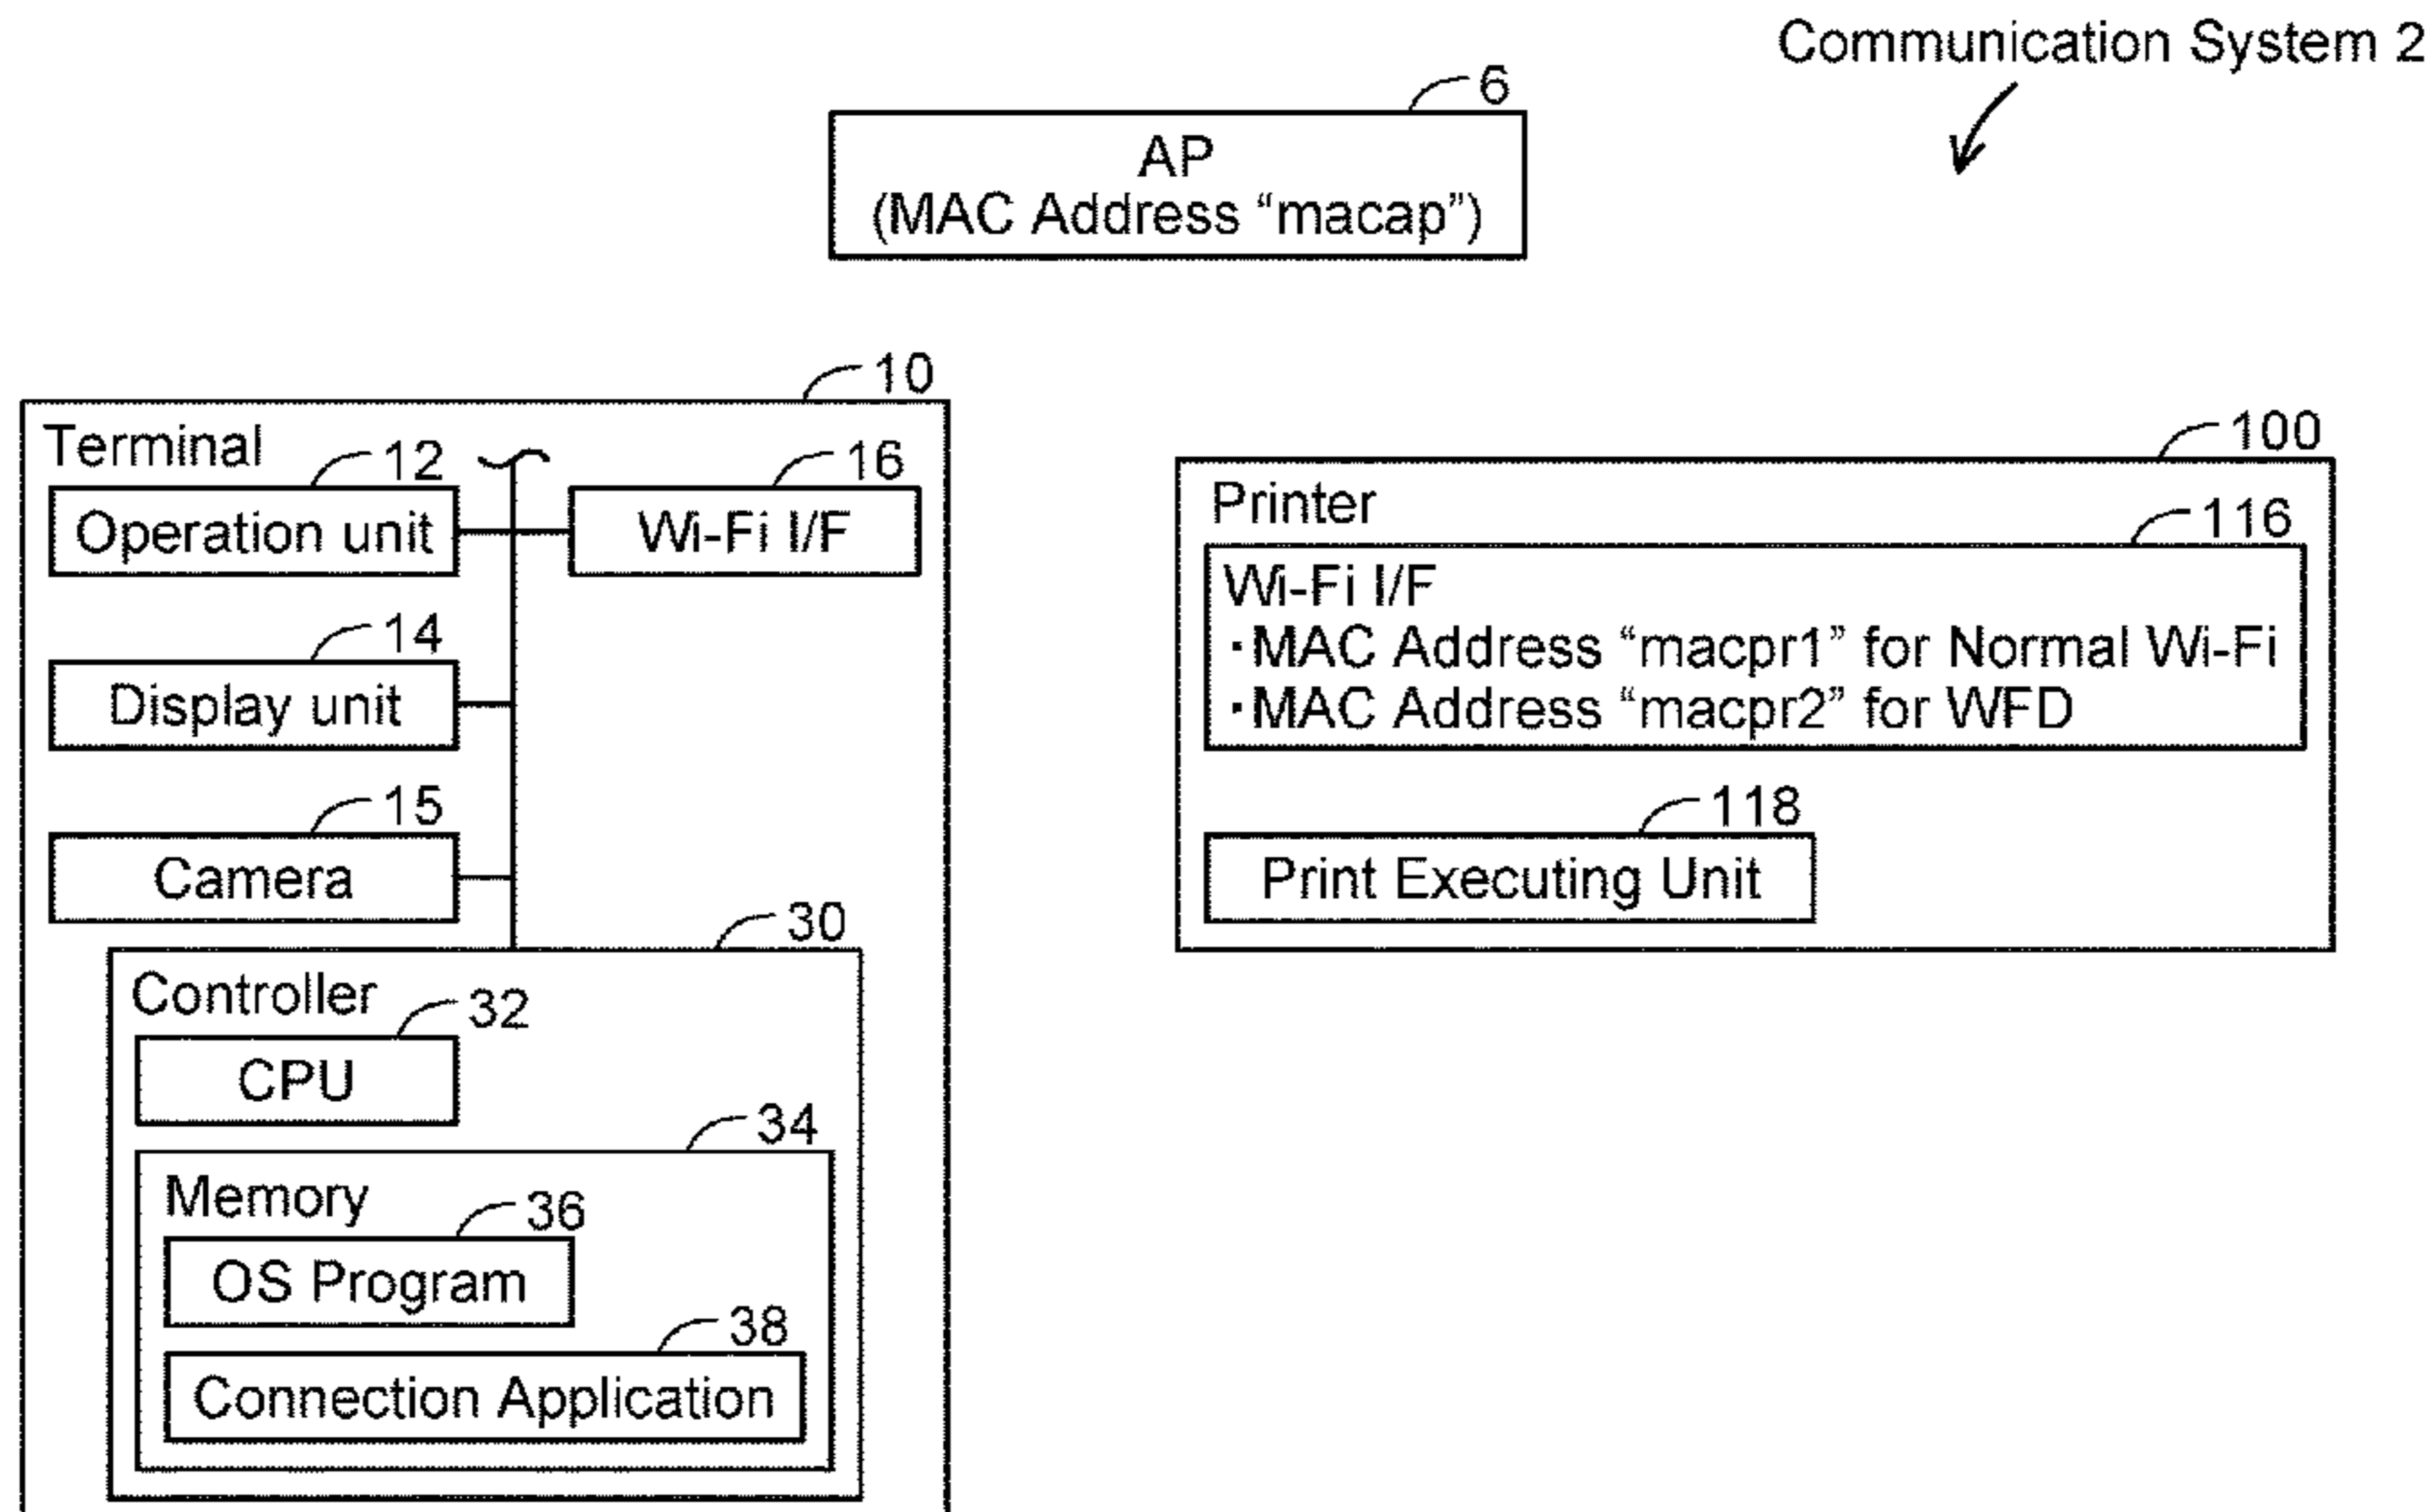 Communication System 2
6
AP
(MAC Address “macap”)
10
Terminal
12
Operation unit
16
Wi-Fi I/F
14
Display unit
15
Camera
30
Controller
32
CPU
34
Memory
36
OS Program
38
Connection Application
100
Printer
116
Wi-Fi I/F
·MAC Address “macpr1” for Normal Wi-Fi
·MAC Address “macpr2” for WFD
118
Print Executing Unit